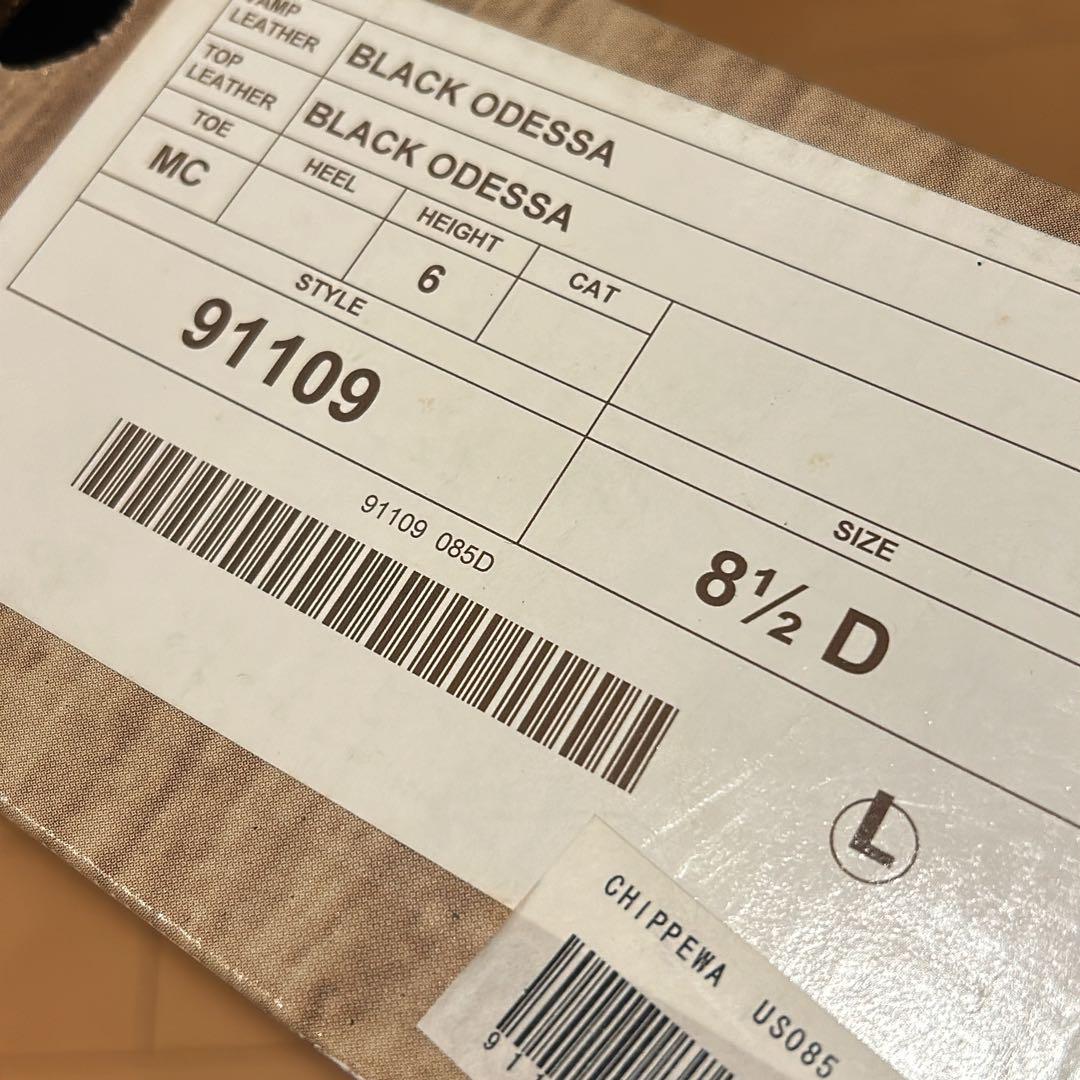 LEATHER
BLACK ODESSA
TOP
LEATHER
BLACK ODESSA
TOE
HEEL
HEIGHT
CAT
MC
6
STYLE
SIZE
91109
8½ D
91109 085D
L
CHIPPEWA US085